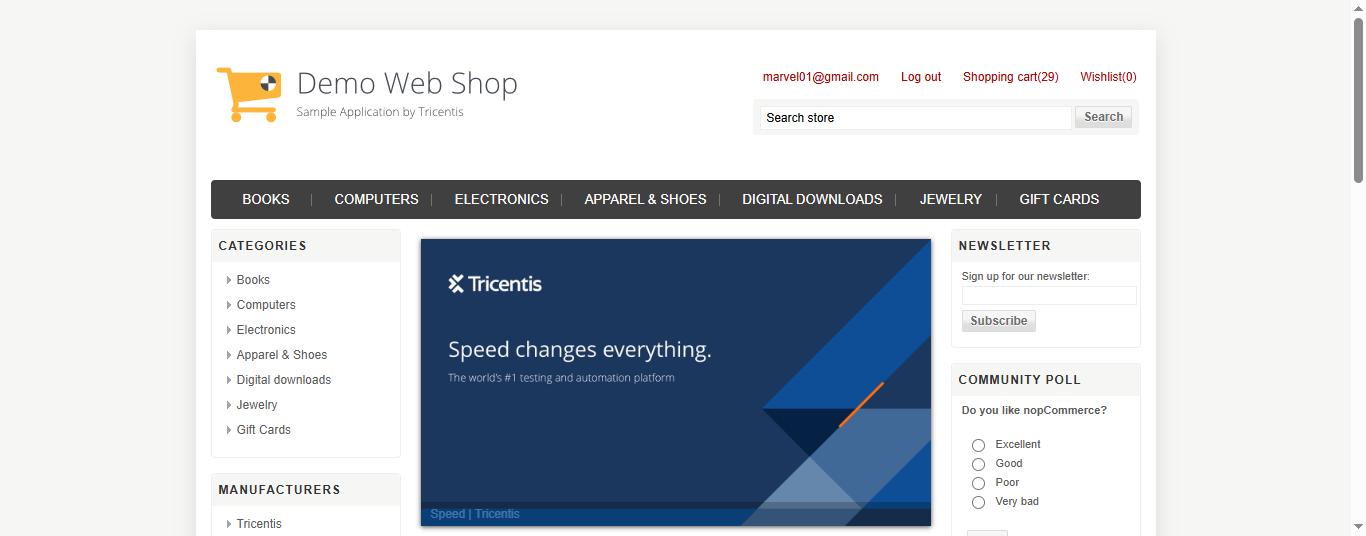 Demo Web Shop
Sample Application by Tricentis
marvel01@gmail.com Log out Shopping cart(29) Wishlist(0)
Search store Search
BOOKS COMPUTERS ELECTRONICS APPAREL & SHOES DIGITAL DOWNLOADS JEWELRY GIFT CARDS
CATEGORIES
Books
Computers
Electronics
Apparel & Shoes
Digital downloads
Jewelry
Gift Cards
MANUFACTURERS
Tricentis
Tricentis
Speed changes everything.
The world's #1 testing and automation platform
Speed | Tricentis
NEWSLETTER
Sign up for our newsletter:
Subscribe
COMMUNITY POLL
Do you like nopCommerce?
Excellent
Good
Poor
Very bad